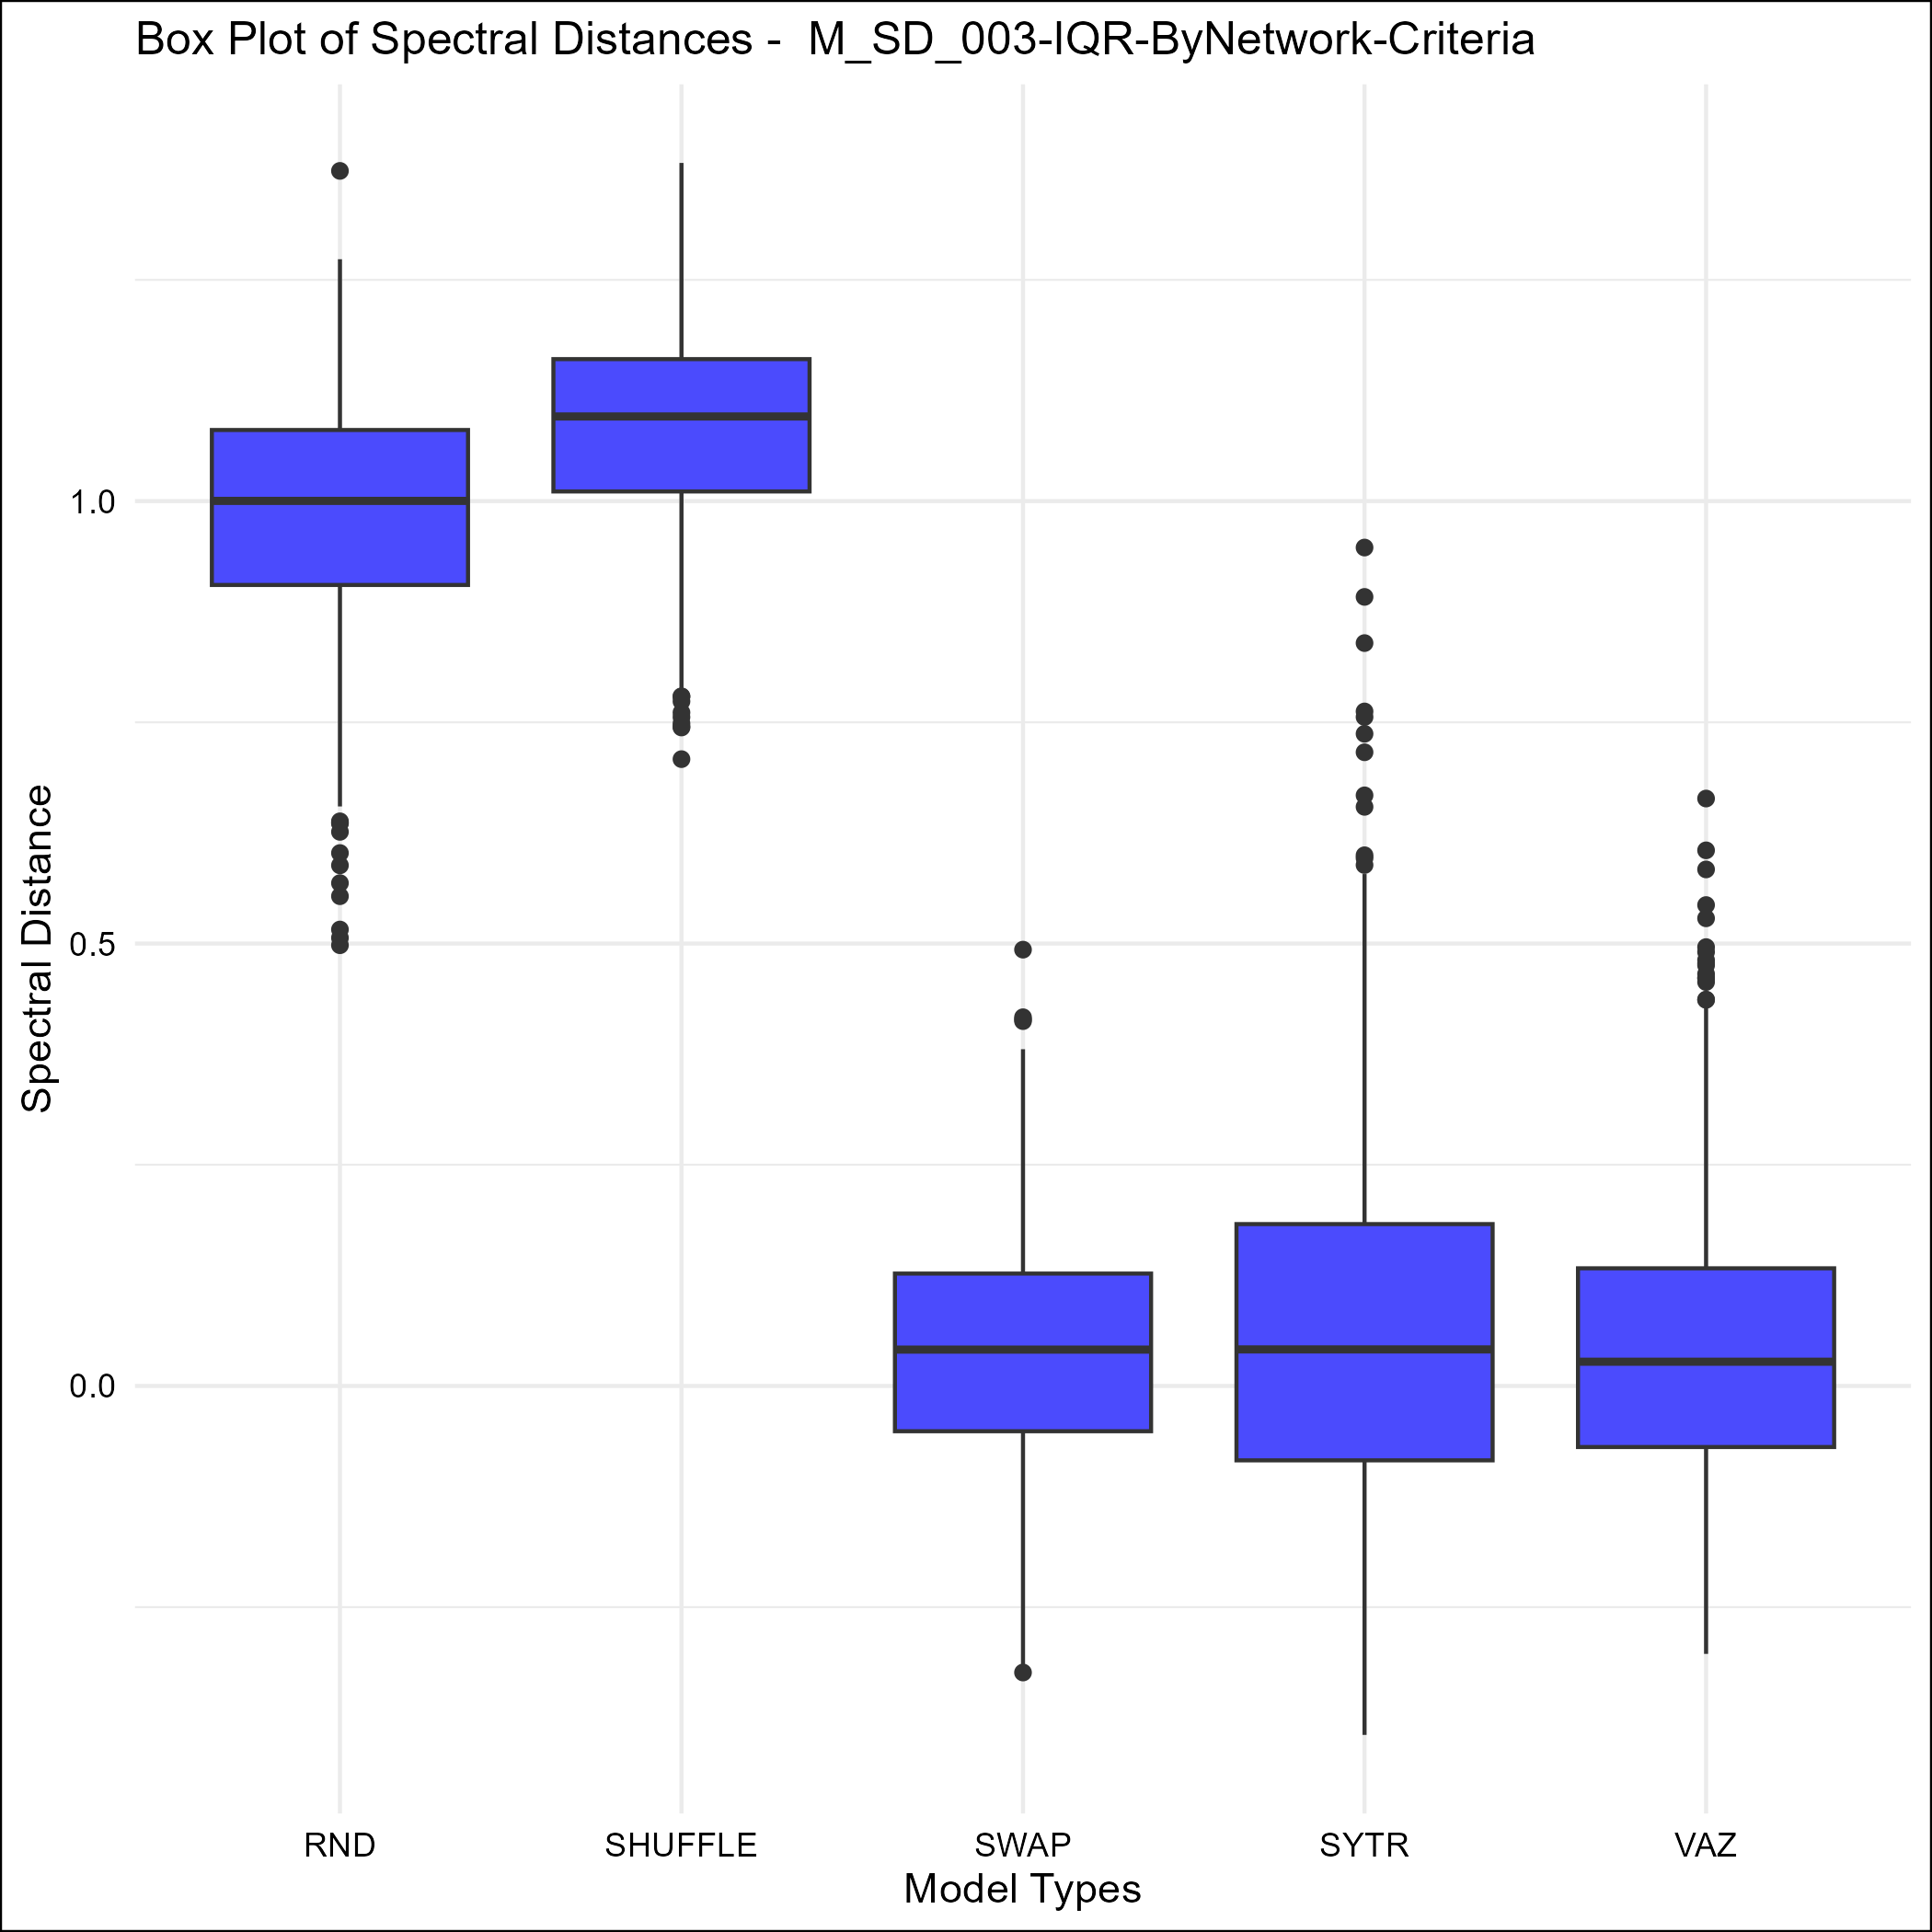 Box Plot of Spectral Distances -  M_SD_003-IQR-ByNetwork-Criteria
Spectral Distance
1.0
0.5
0.0
RND SHUFFLE SWAP SYTR VAZ
Model Types